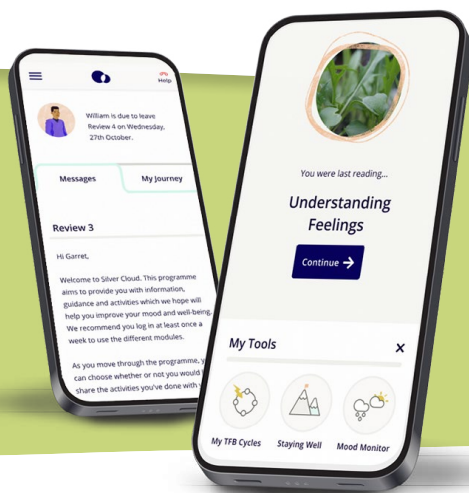 Help
William is due to leave
Review 4 on Wednesday,
27th October.
Messages
My Journey
Review 3
Hi Garret,
Welcome to Silver Cloud. This programme
aims to provide you with information,
guidance and activities which we hope will
help you improve your mood and well-being.
We recommend you log in at least once a
week to use the different modules.
As you move through the programme,
can choose whether or not you would
share the activities you've done with
You were last reading...
Understanding
Feelings
Continue →
My Tools
My TFB Cycles
Staying Well
Mood Monitor